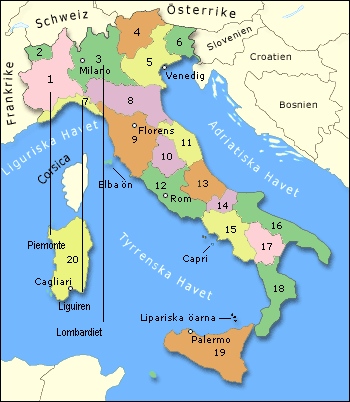 Schweiz
Österrike
Slovenien
Kroatien
Bosnien
Frankrike
4
2
3
5
6
Milano
Venedig
1
7
8
Florens
9
11
10
Liguriska Havet
Adriatiska Havet
Corsica
Elba ön
12
Rom
13
14
15
16
17
Capri
Tyrrenska Havet
Piemonte
20
Cagliari
Liguiren
Lombardiet
18
Lipariska öarna
Palermo
19